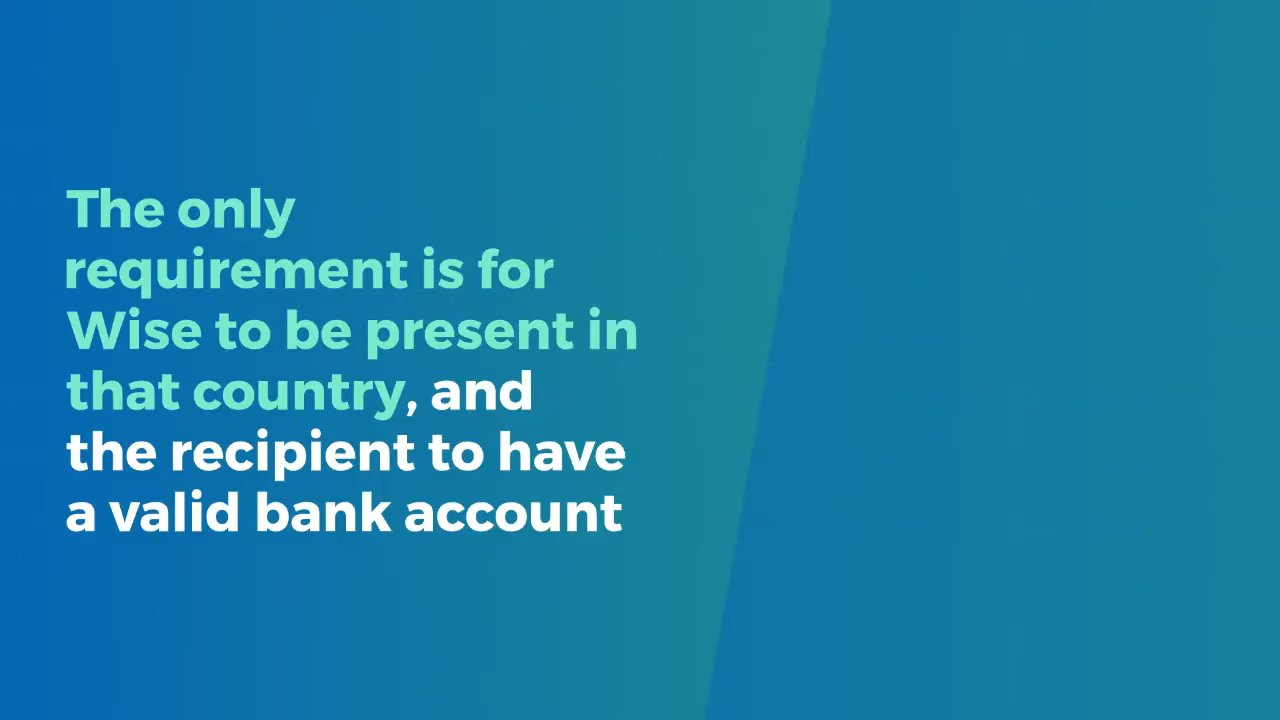 The only
requirement is for
Wise to be present in
that country, and
the recipient to have
a valid bank account